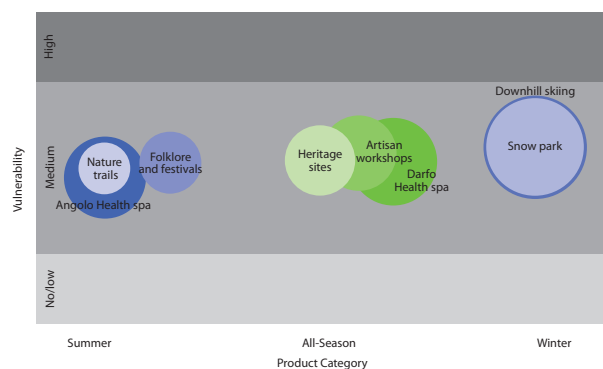 High
Downhill skiing
Vulnerability
Medium
Nature
trails
Folklore
and festivals
Angolo Health spa
Heritage
sites
Artisan
workshops
Darfo
Health spa
Snow park
No/low
Summer
All-Season
Winter
Product Category